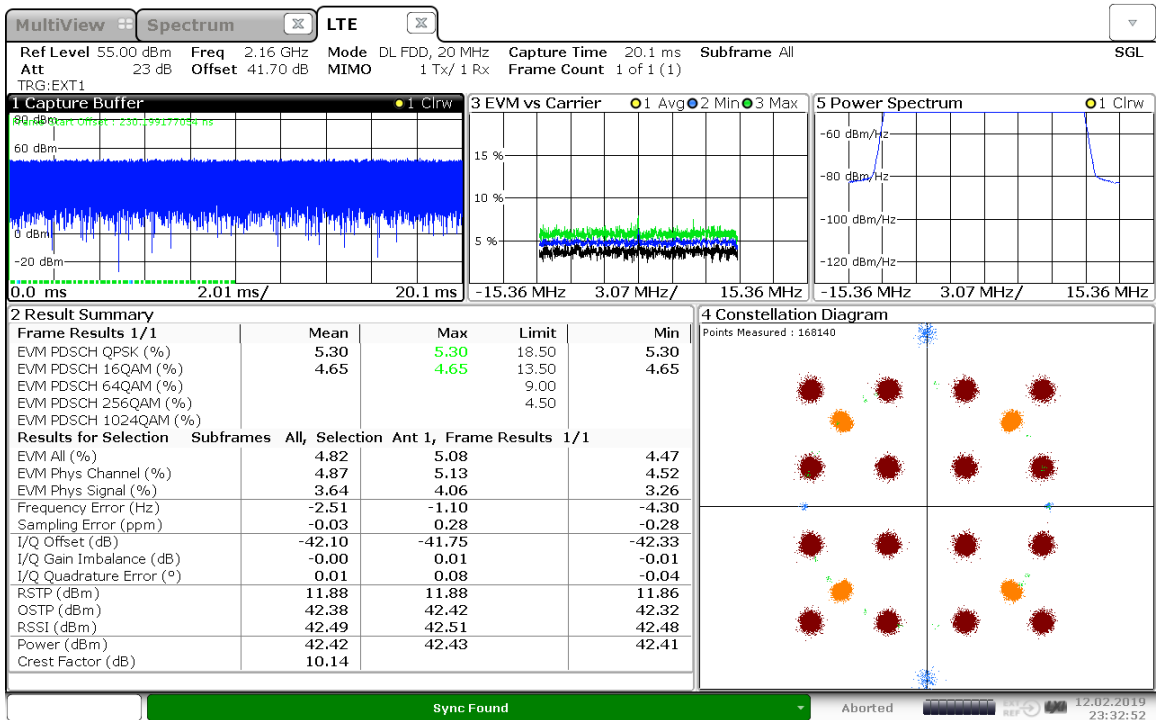 MultiView Spectrum LTE
Ref Level 55.00 dBm Freq 2.16 GHz Mode DL FDD, 20 MHz Capture Time 20.1 ms Subframe All SGL
Att 23 dB Offset 41.70 dB MIMO 1 Tx/ 1 Rx Frame Count 1 of 1 (1)
TRG:EXT1
1 Capture Buffer 1 Clrw
80 dBm
Frame Start Offset : 230.199177054 ns
60 dBm
0 dBm
-20 dBm
0.0 ms 2.01 ms/ 20.1 ms
3 EVM vs Carrier 1 Avg 2 Min 3 Max
15 %
10 %
5 %
-15.36 MHz 3.07 MHz/ 15.36 MHz
5 Power Spectrum 1 Clrw
-60 dBm/Hz
-80 dBm/Hz
-100 dBm/Hz
-120 dBm/Hz
-15.36 MHz 3.07 MHz/ 15.36 MHz
2 Result Summary
Frame Results 1/1 Mean Max Limit Min
EVM PDSCH QPSK (%) 5.30 5.30 18.50 5.30
EVM PDSCH 16QAM (%) 4.65 4.65 13.50 4.65
EVM PDSCH 64QAM (%) 9.00
EVM PDSCH 256QAM (%) 4.50
EVM PDSCH 1024QAM (%)
Results for Selection Subframes All, Selection Ant 1, Frame Results 1/1
EVM All (%) 4.82 5.08 4.47
EVM Phys Channel (%) 4.87 5.13 4.52
EVM Phys Signal (%) 3.64 4.06 3.26
Frequency Error (Hz) -2.51 -1.10 -4.30
Sampling Error (ppm) -0.03 0.28 -0.28
I/Q Offset (dB) -42.10 -41.75 -42.33
I/Q Gain Imbalance (dB) -0.00 0.01 -0.01
I/Q Quadrature Error (°) 0.01 0.08 -0.04
RSTP (dBm) 11.88 11.88 11.86
OSTP (dBm) 42.38 42.42 42.32
RSSI (dBm) 42.49 42.51 42.48
Power (dBm) 42.42 42.43 42.41
Crest Factor (dB) 10.14
4 Constellation Diagram
Points Measured : 168140
Sync Found
Aborted
EXT
REF
LXI
12.02.2019
23:32:52